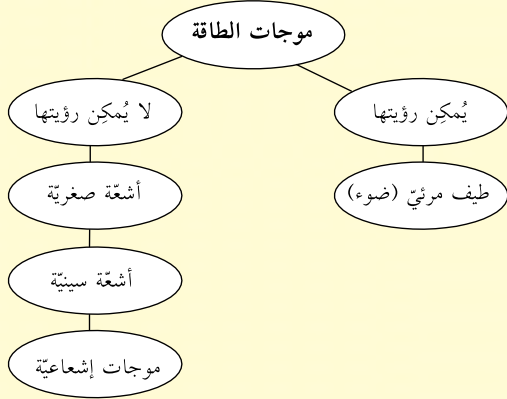 موجات الطاقة
يُمكِن رؤيتها
طيف مرئيّ (ضوء)
لا يُمكِن رؤيتها
أشعّة صغريّة
أشعّة سينيّة
موجات إشعاعيّة